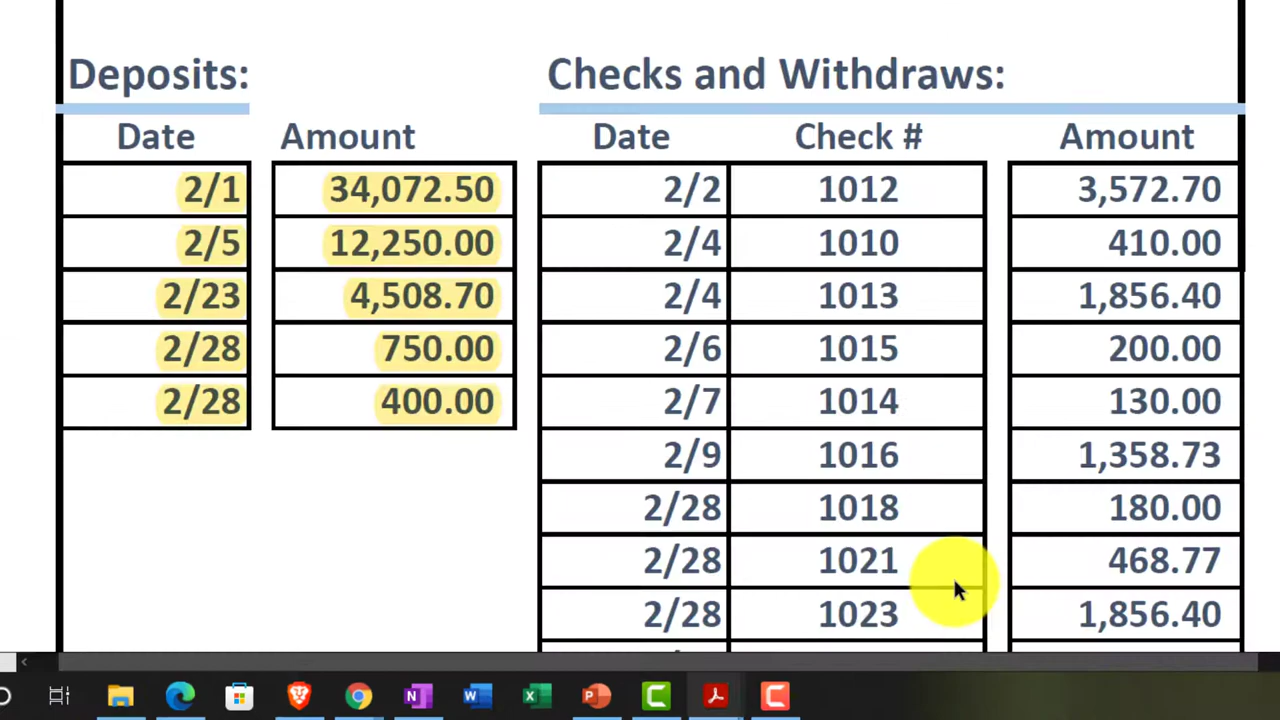 Deposits: Checks and Withdraws:
Date Amount Date Check # Amount
2/1 34,072.50 2/2 1012 3,572.70
2/5 12,250.00 2/4 1010 410.00
2/23 4,508.70 2/4 1013 1,856.40
2/28 750.00 2/6 1015 200.00
2/28 400.00 2/7 1014 130.00
2/9 1016 1,358.73
2/28 1018 180.00
2/28 1021 468.77
2/28 1023 1,856.40